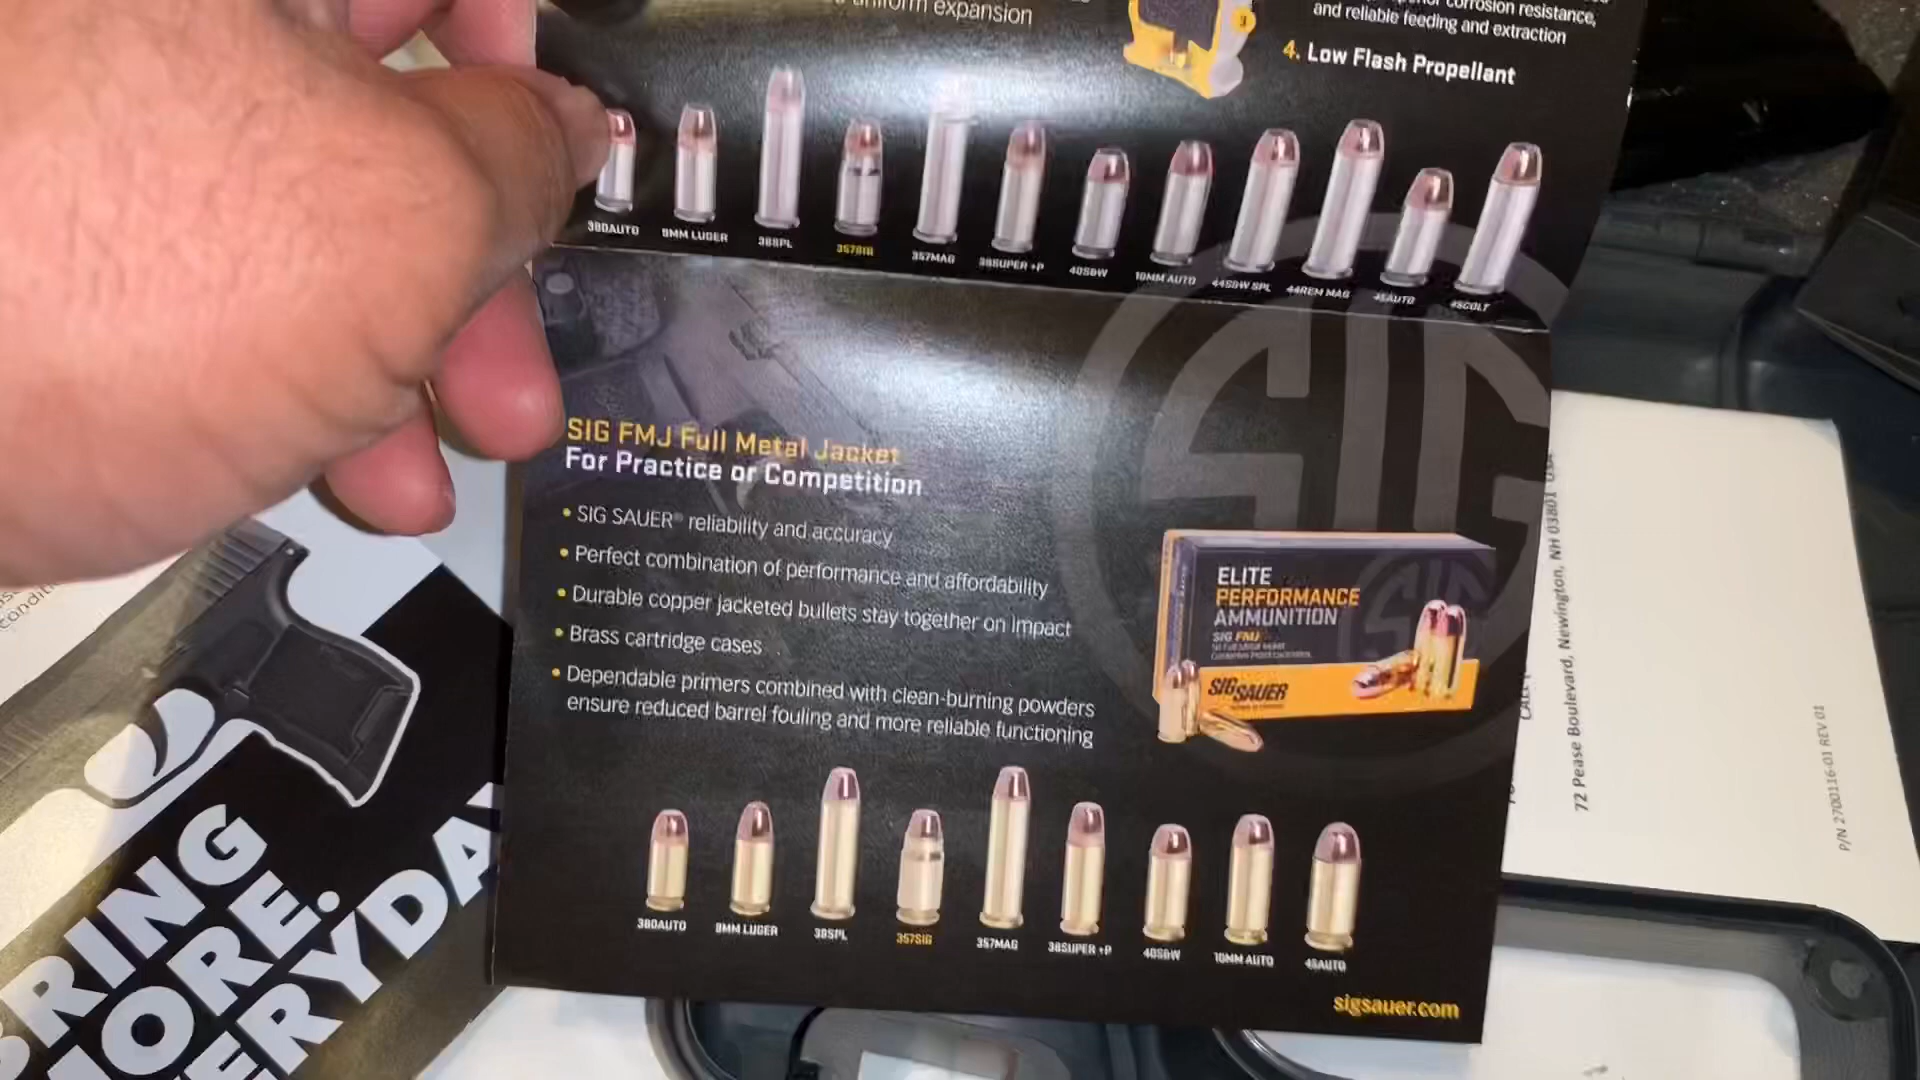 uniform expansion
corrosion resistance,
and reliable feeding and extraction
4. Low Flash Propellant
380AUTO 9MM LUGER 38SPL 357SIG 357MAG 38SUPER +P 40S&W 10MM AUTO 44S&W SPL 44REM MAG 45AUTO 45COLT
SIG
SIG FMJ Full Metal Jacket
For Practice or Competition
• SIG SAUER® reliability and accuracy
• Perfect combination of performance and affordability
• Durable copper jacketed bullets stay together on impact
• Brass cartridge cases
• Dependable primers combined with clean-burning powders
ensure reduced barrel fouling and more reliable functioning
ELITE
PERFORMANCE
AMMUNITION
SIG FMJ
SIG SAUER
380AUTO 9MM LUGER 38SPL 357SIG 357MAG 38SUPER +P 40S&W 10MM AUTO 45AUTO
sigsauer.com
BRING
MORE.
72 Pease Boulevard, Newington, NH 03801 USA
P/N 2700116-01 REV 01